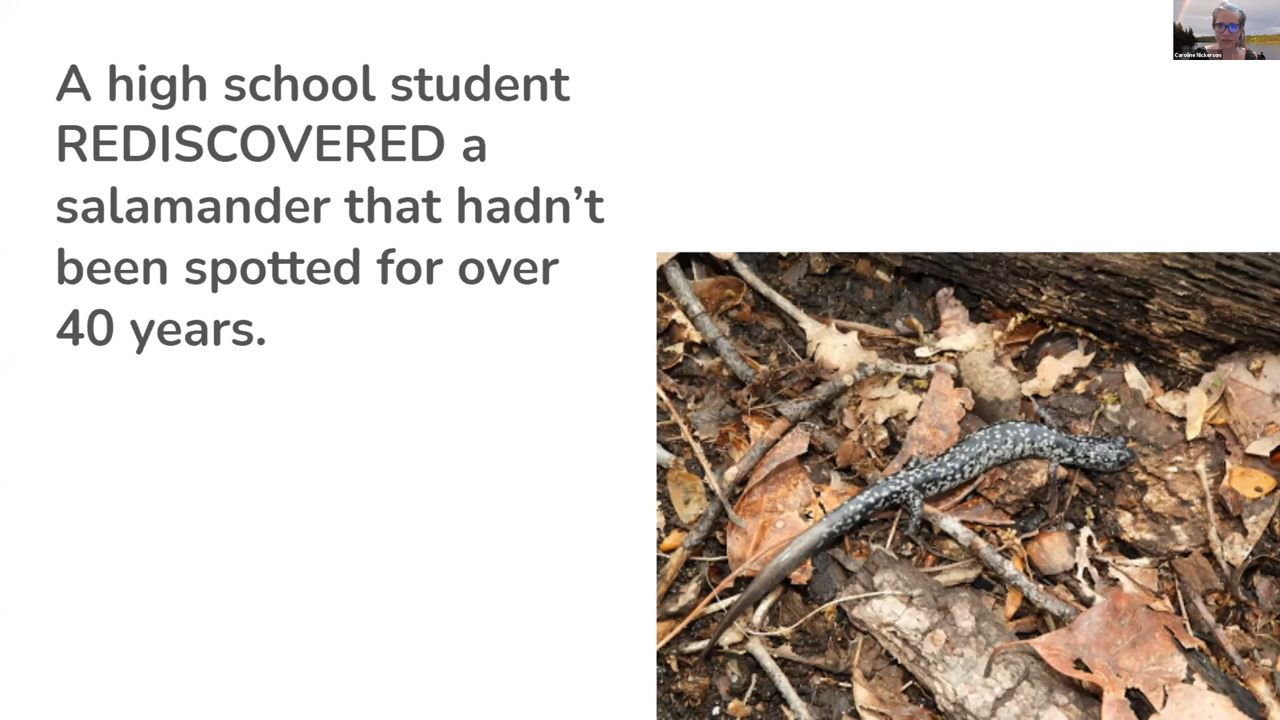 A high school student
REDISCOVERED a
salamander that hadn’t
been spotted for over
40 years.
Caroline Nickerson